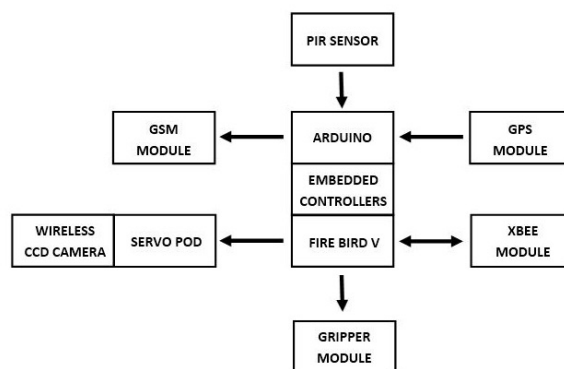 PIR SENSOR
GSM
MODULE
ARDUINO
GPS
MODULE
EMBEDDED
CONTROLLERS
WIRELESS
CCD CAMERA
SERVO POD
FIRE BIRD V
XBEE
MODULE
GRIPPER
MODULE